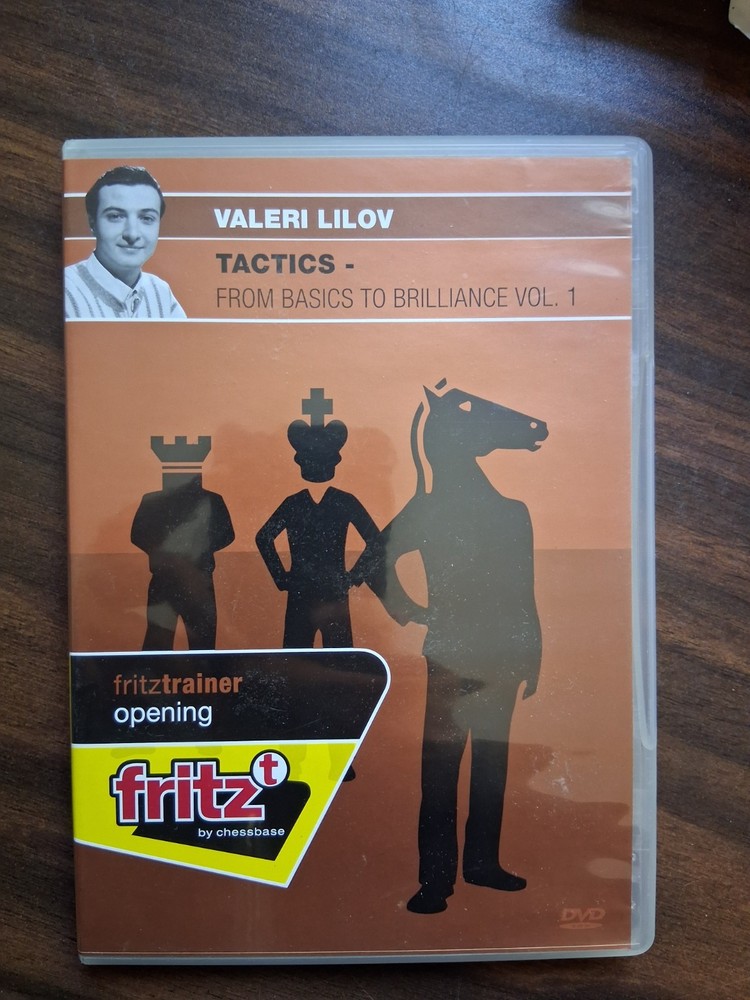 VALERI LILOV
TACTICS -
FROM BASICS TO BRILLIANCE VOL. 1
fritztrainer
opening
fritz t
by chessbase
DVD